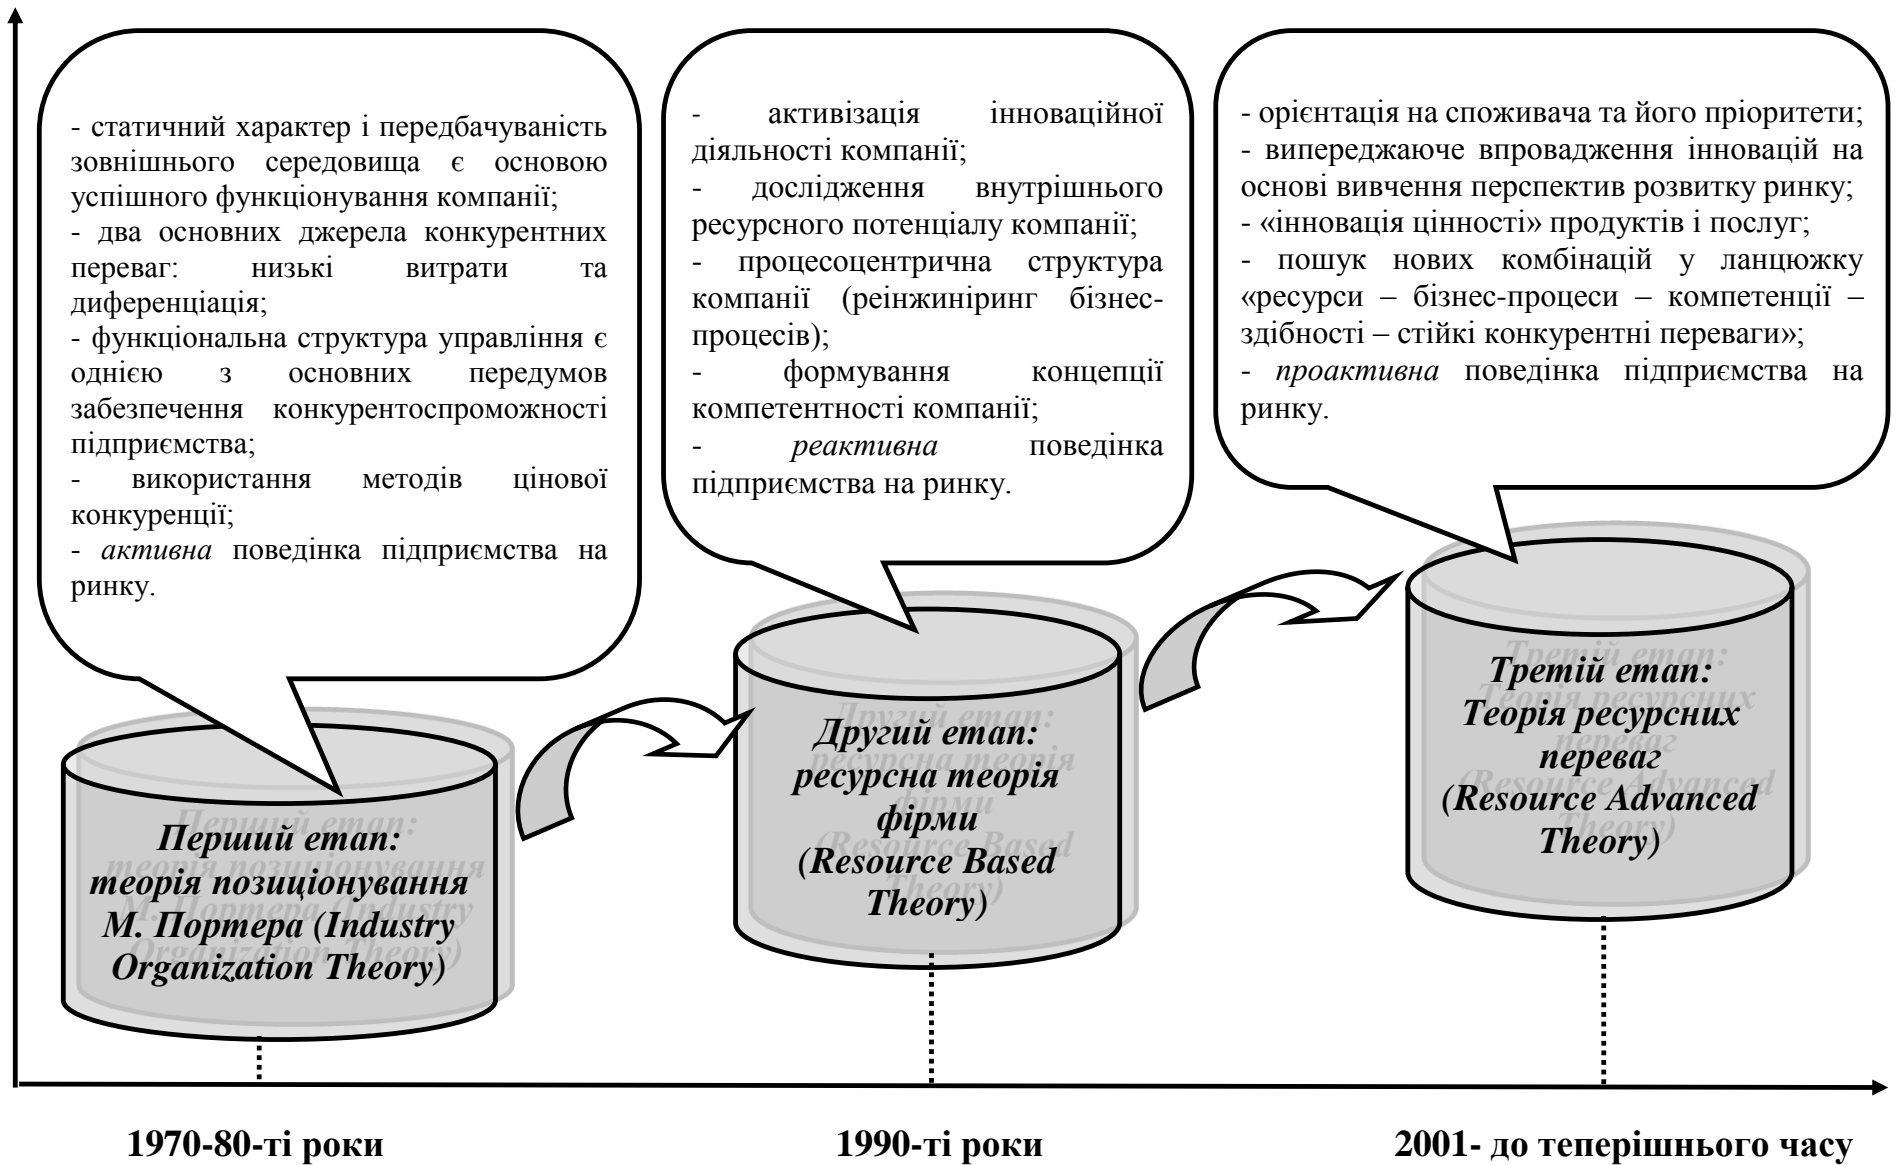 - статичний характер і передбачуваність
зовнішнього середовища є основою
успішного функціонування компанії;
- два основних джерела конкурентних
переваг: низькі витрати та
диференціація;
- функціональна структура управління є
однією з основних передумов
забезпечення конкурентоспроможності
підприємства;
- використання методів цінової
конкуренції;
- активна поведінка підприємства на
ринку.
- активізація інноваційної
діяльності компанії;
- дослідження внутрішнього
ресурсного потенціалу компанії;
- процесоцентрична структура
компанії (реінжиніринг бізнес-
процесів);
- формування концепції
компетентності компанії;
- реактивна поведінка
підприємства на ринку.
- орієнтація на споживача та його пріоритети;
- випереджаюче впровадження інновацій на
основі вивчення перспектив розвитку ринку;
- «інновація цінності» продуктів і послуг;
- пошук нових комбінацій у ланцюжку
«ресурси – бізнес-процеси – компетенції –
здібності – стійкі конкурентні переваги»;
- проактивна поведінка підприємства на
ринку.
Перший етап:
теорія позиціонування
М. Портера (Industry
Organization Theory)
Другий етап:
ресурсна теорія
фірми
(Resource Based
Theory)
Третій етап:
Теорія ресурсних
переваг
(Resource Advanced
Theory)
1970-80-ті роки
1990-ті роки
2001- до теперішнього часу